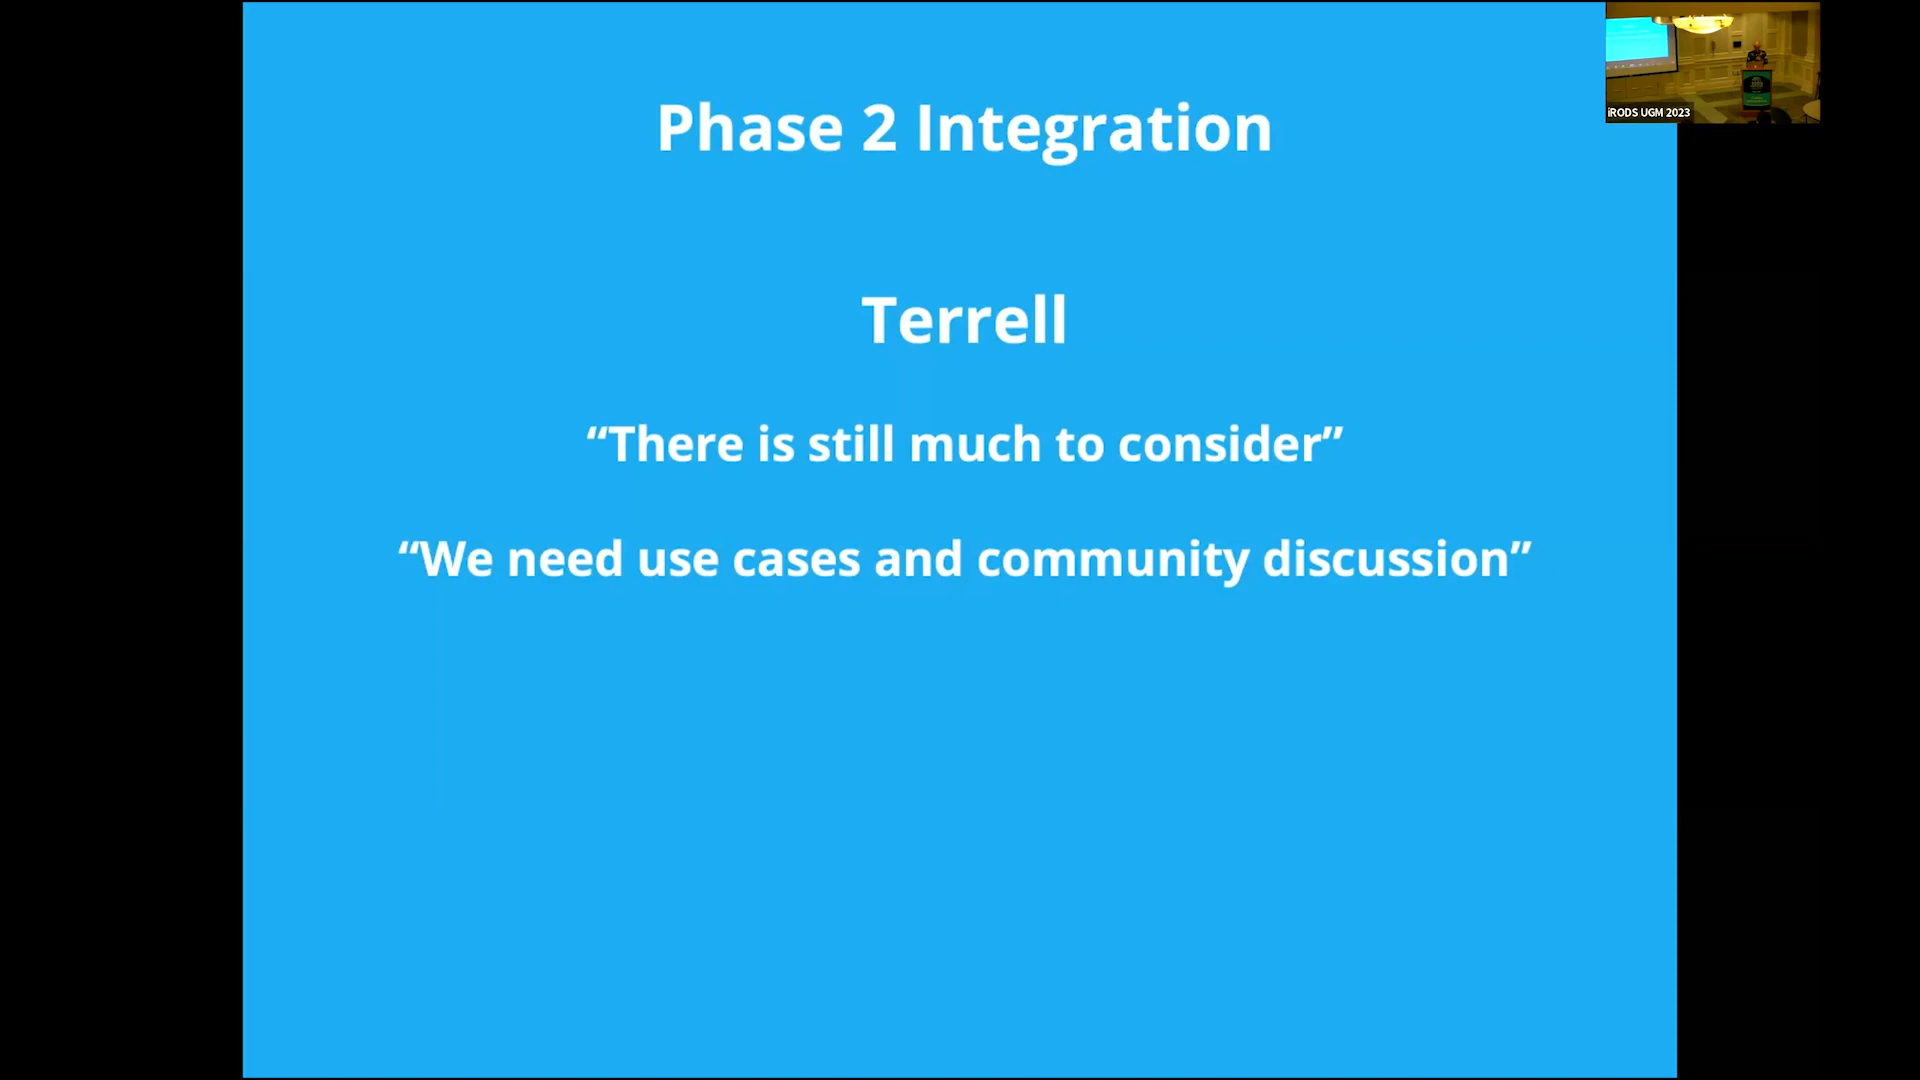 Phase 2 Integration
iRODS UGM 2023
Terrell
“There is still much to consider”
“We need use cases and community discussion”